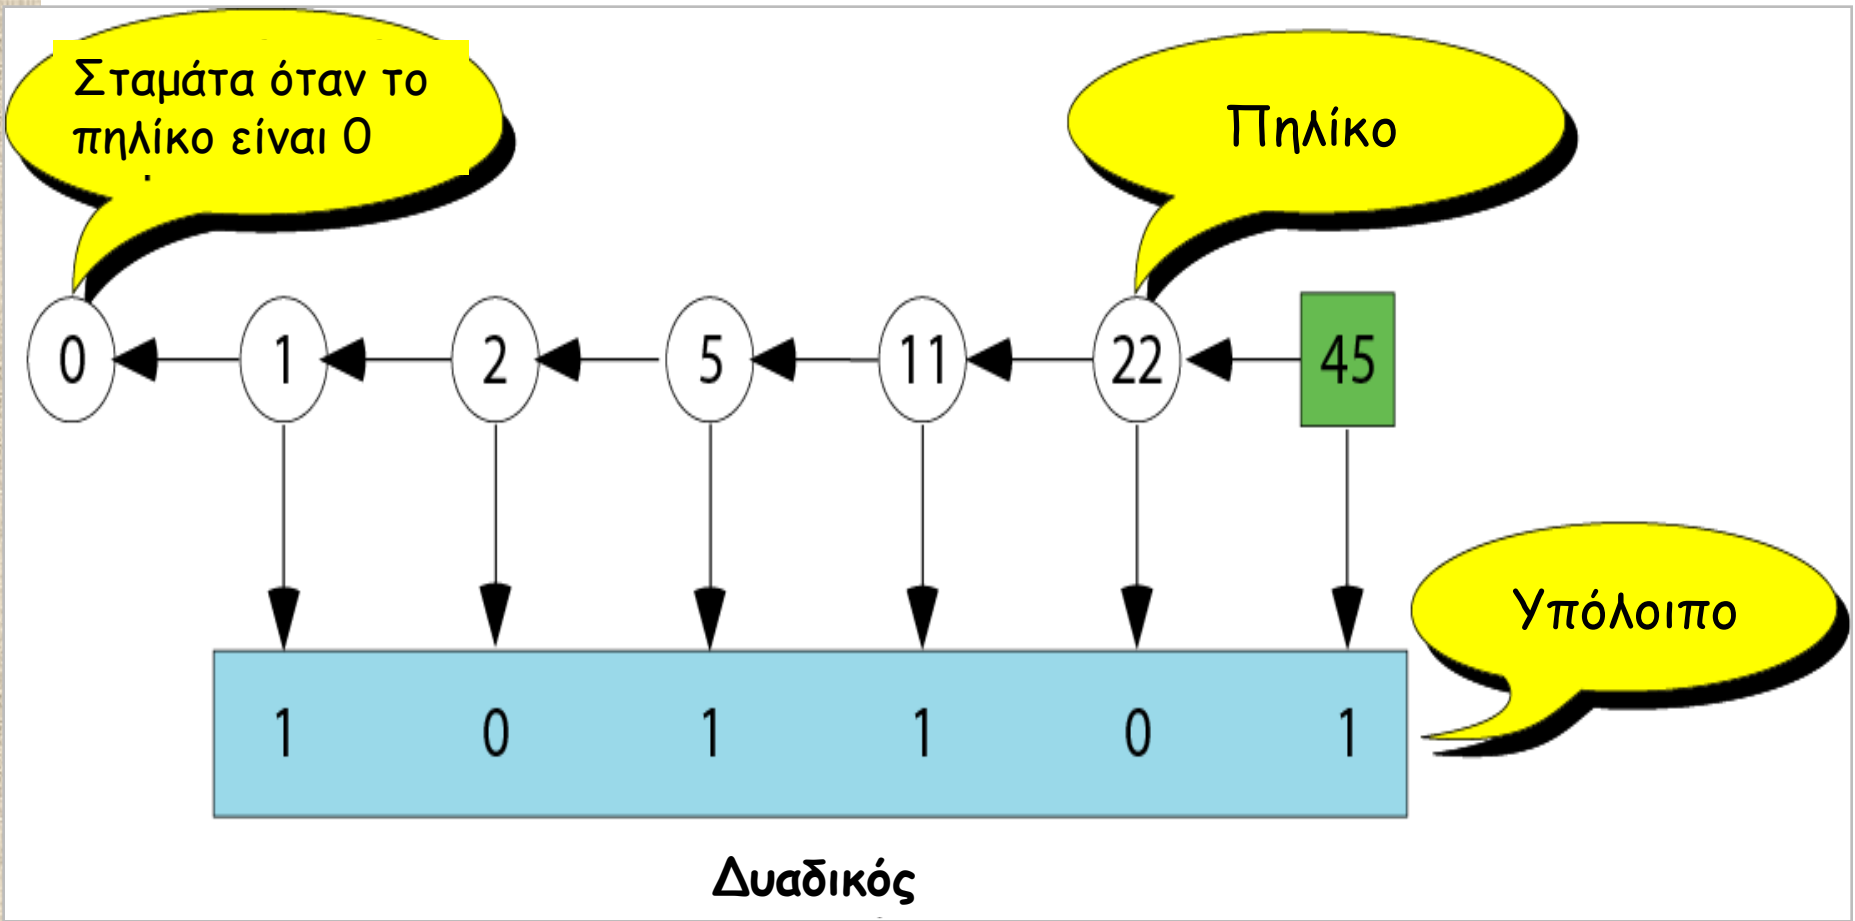 Σταμάτα όταν το
πηλίκο είναι 0
Πηλίκο
0 1 2 5 11 22 45
Υπόλοιπο
1 0 1 1 0 1
Δυαδικός